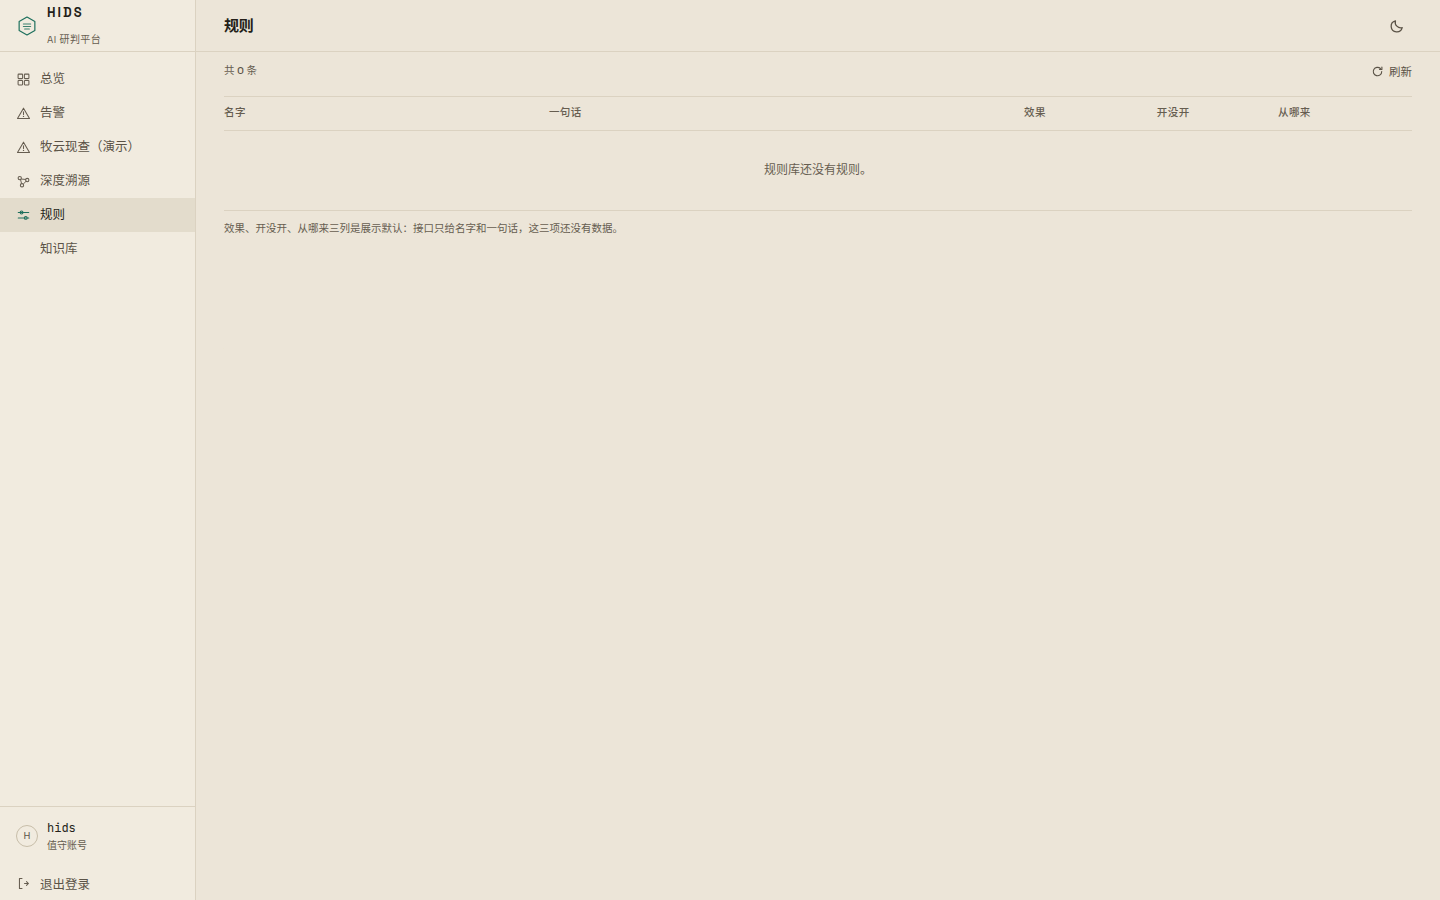 HIDS
AI 研判平台
总览
告警
牧云现查（演示）
深度溯源
规则
知识库
H
hids
值守账号
退出登录
规则
共 0 条
刷新
名字 一句话 效果 开没开 从哪来
规则库还没有规则。
效果、开没开、从哪来三列是展示默认：接口只给名字和一句话，这三项还没有数据。